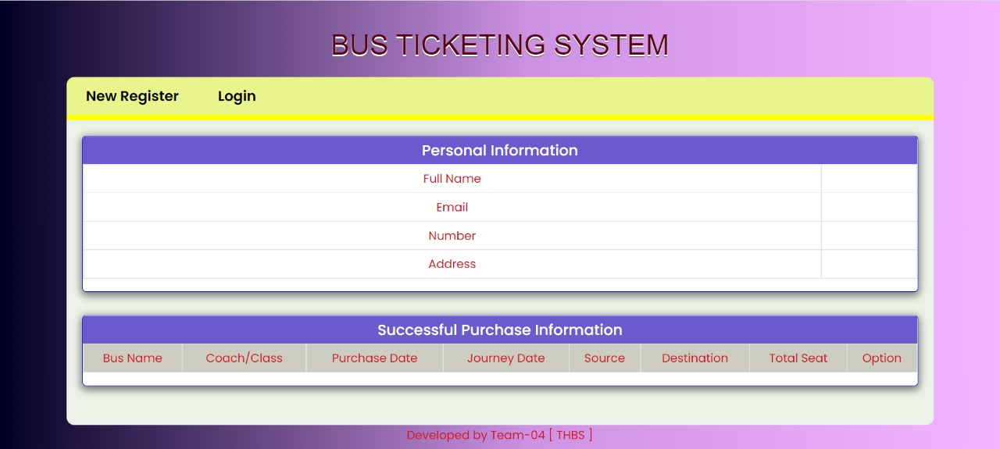 BUS TICKETING SYSTEM
New Register Login
Personal Information
Full Name
Email
Number
Address
Successful Purchase Information
Bus Name Coach/Class Purchase Date Journey Date Source Destination Total Seat Option
Developed by Team-04 [ THBS ]